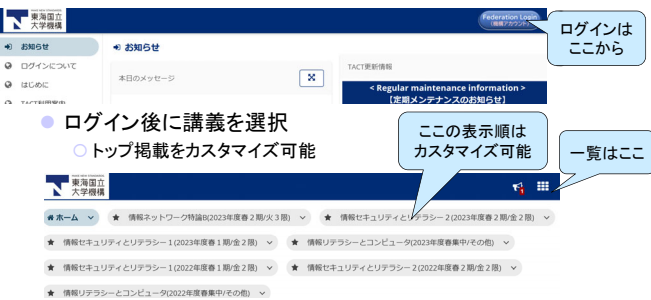 東海国立
大学機構
Federation Login
(機構アカウント)
ログインは
ここから
お知らせ
お知らせ
ログインについて
はじめに
TACT利用案内
本日のメッセージ
TACT更新情報
< Regular maintenance information >
【定期メンテナンスのお知らせ】
ログイン後に講義を選択
トップ掲載をカスタマイズ可能
ここの表示順は
カスタマイズ可能
一覧はここ
東海国立
大学機構
ホーム
情報ネットワーク特論B(2023年度春2期/火3限)
情報セキュリティとリテラシー2(2023年度春2期/金2限)
情報セキュリティとリテラシー1(2023年度春1期/金2限)
情報リテラシーとコンピュータ(2023年度春集中/その他)
情報セキュリティとリテラシー1(2022年度春1期/金2限)
情報セキュリティとリテラシー2(2022年度春2期/金2限)
情報リテラシーとコンピュータ(2022年度春集中/その他)